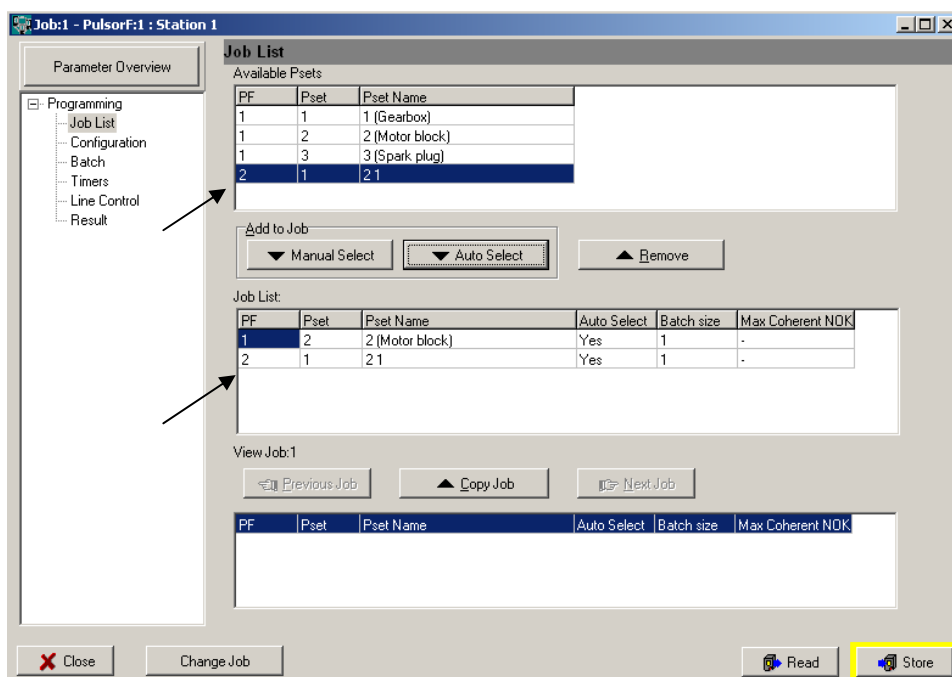 Job:1 - PulsorF:1 : Station 1
Parameter Overview
Programming
Job List
Configuration
Batch
Timers
Line Control
Result
Job List
Available Psets
PF Pset Pset Name
1 1 1 (Gearbox)
1 2 2 (Motor block)
1 3 3 (Spark plug)
2 1 2 1
Add to Job
Manual Select Auto Select Remove
Job List:
PF Pset Pset Name Auto Select Batch size Max Coherent NOK
1 2 2 (Motor block) Yes 1 -
2 1 2 1 Yes 1 -
View Job:1
Previous Job Copy Job Next Job
PF Pset Pset Name Auto Select Batch size Max Coherent NOK
Close Change Job Read Store